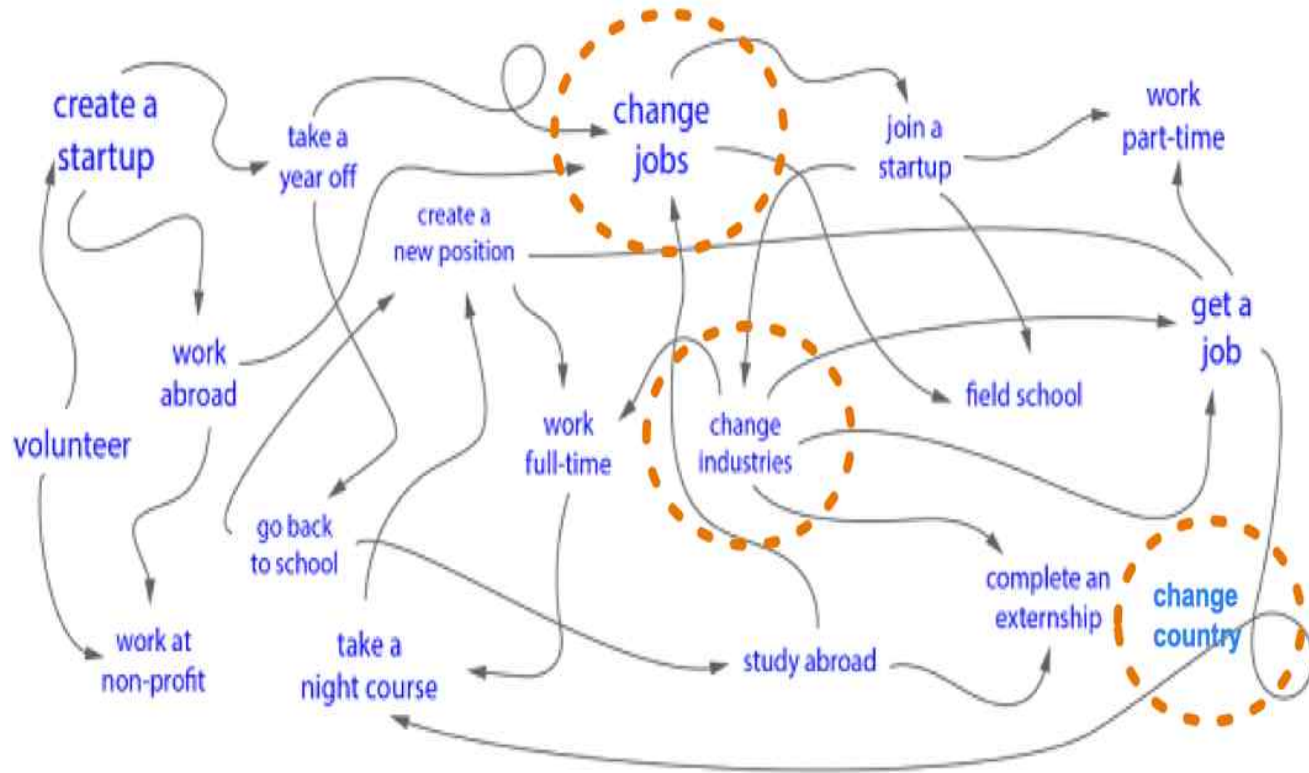 create a
startup
take a
year off
change
jobs
join a
startup
work
part-time
create a
new position
work
abroad
get a
job
field school
volunteer
work
full-time
change
industries
go back
to school
complete an
externship
change
country
work at
non-profit
take a
night course
study abroad